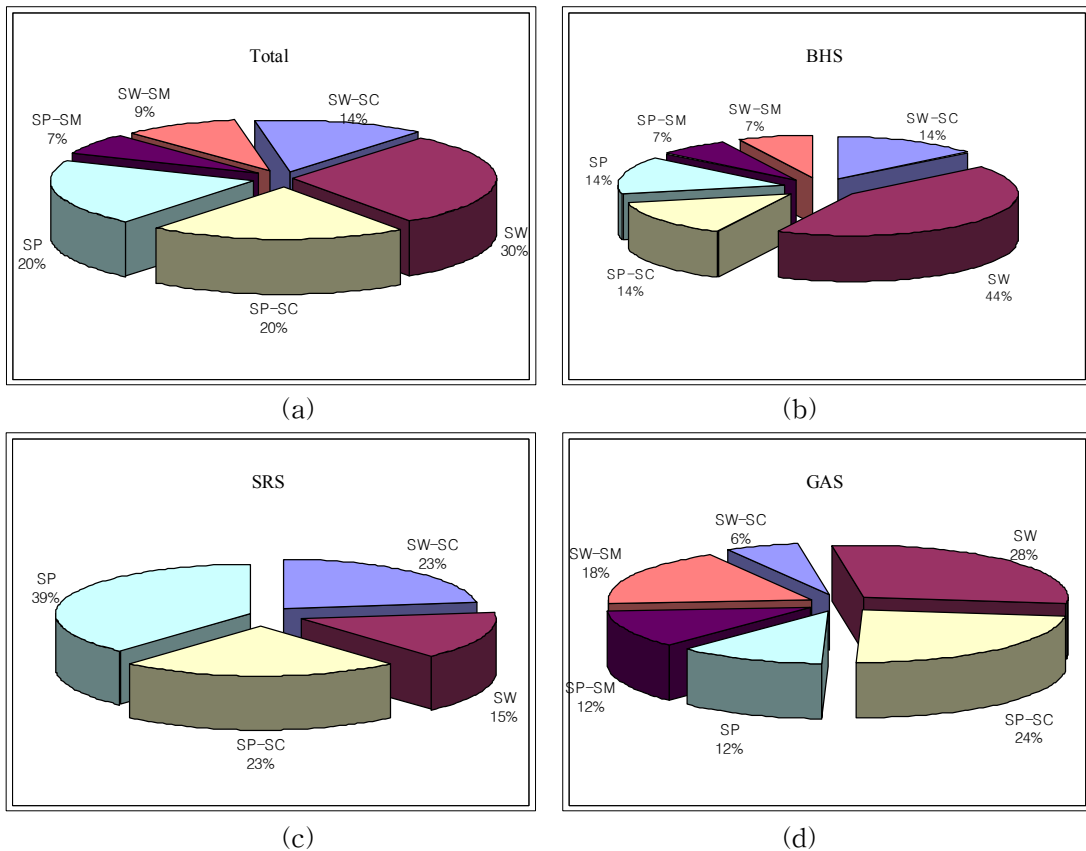 Total
SW-SM
9%
SW-SC
14%
SP-SM
7%
SW
30%
SP
20%
SP-SC
20%
(a)
BHS
SW-SM
7%
SW-SC
14%
SP-SM
7%
SP
14%
SP-SC
14%
SW
44%
(b)
SRS
SW-SC
23%
SP
39%
SW
15%
SP-SC
23%
(c)
GAS
SW-SC
6%
SW
28%
SW-SM
18%
SP-SM
12%
SP
12%
SP-SC
24%
(d)